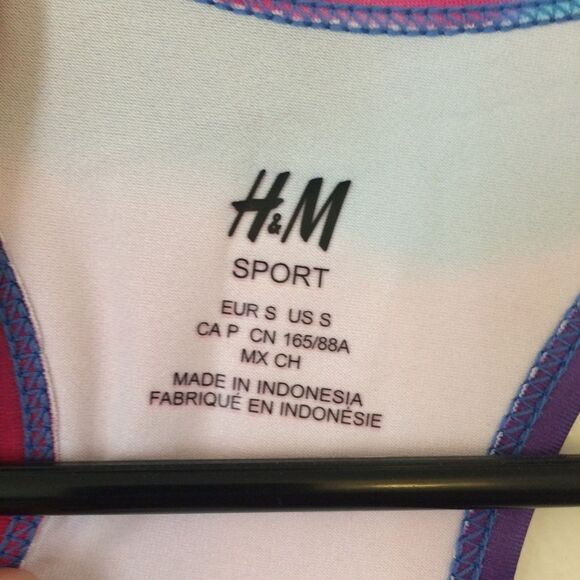 H&M
SPORT
EUR S US S
CA P CN 165/88A
MX CH
MADE IN INDONESIA
FABRIQUÉ EN INDONÉSIE